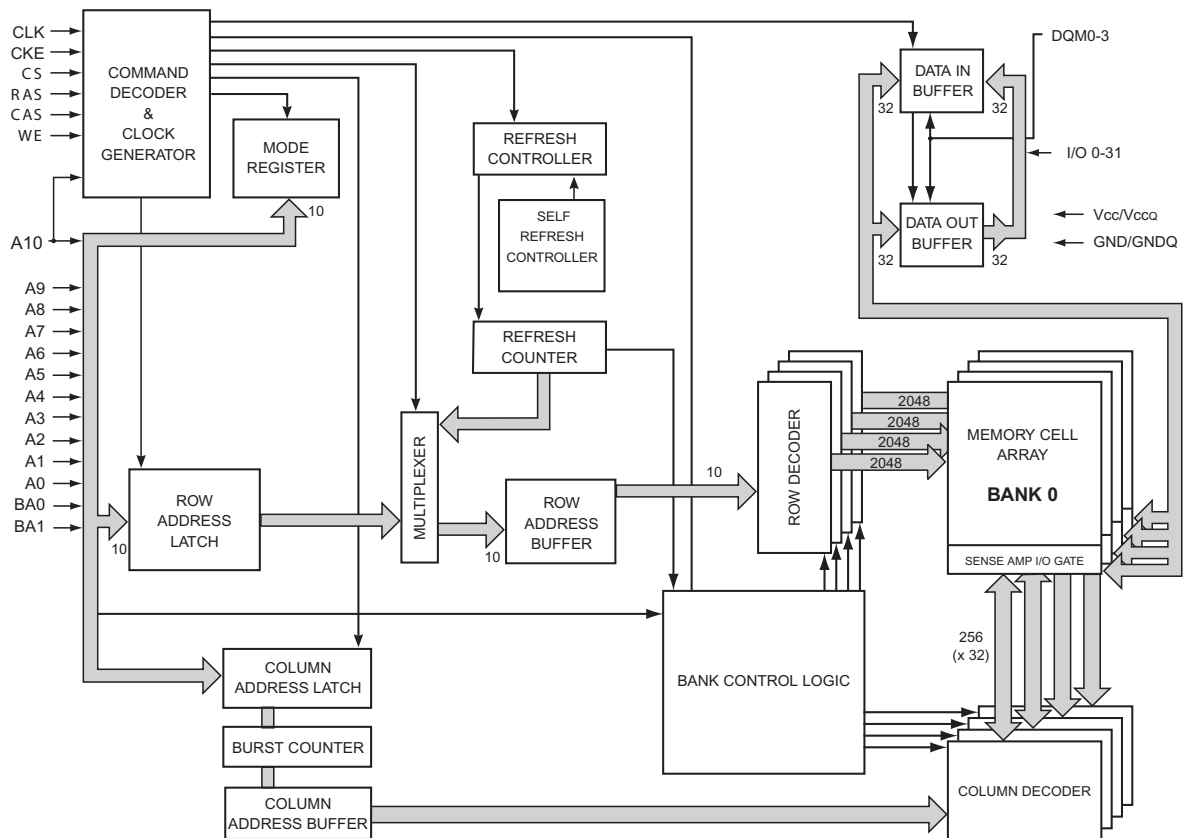 CLK
CKE
CS
RAS
CAS
WE
A10
A9
A8
A7
A6
A5
A4
A3
A2
A1
A0
BA0
BA1
COMMAND
DECODER
&
CLOCK
GENERATOR
MODE
REGISTER
10
REFRESH
CONTROLLER
SELF
REFRESH
CONTROLLER
REFRESH
COUNTER
DATA IN
BUFFER
32
32
DQM0-3
I/O 0-31
DATA OUT
BUFFER
32
32
Vcc/VccQ
GND/GNDQ
10
ROW
ADDRESS
LATCH
MULTIPLEXER
10
ROW
ADDRESS
BUFFER
10
ROW DECODER
2048
2048
2048
2048
MEMORY CELL
ARRAY
BANK 0
SENSE AMP I/O GATE
256
(x 32)
BANK CONTROL LOGIC
COLUMN
ADDRESS LATCH
BURST COUNTER
COLUMN
ADDRESS BUFFER
COLUMN DECODER